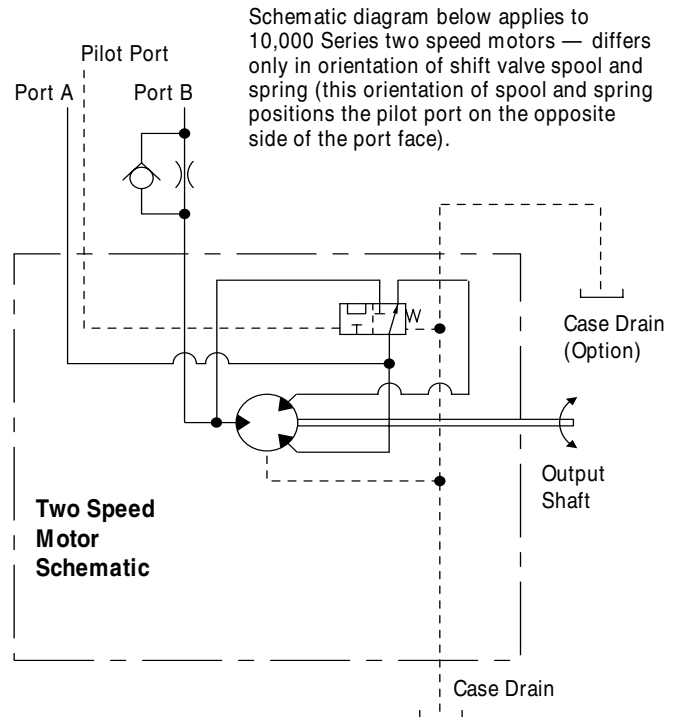 Schematic diagram below applies to
10,000 Series two speed motors — differs
only in orientation of shift valve spool and
spring (this orientation of spool and spring
positions the pilot port on the opposite
side of the port face).
Pilot Port
Port A
Port B
Case Drain
(Option)
Output
Shaft
Two Speed
Motor
Schematic
Case Drain